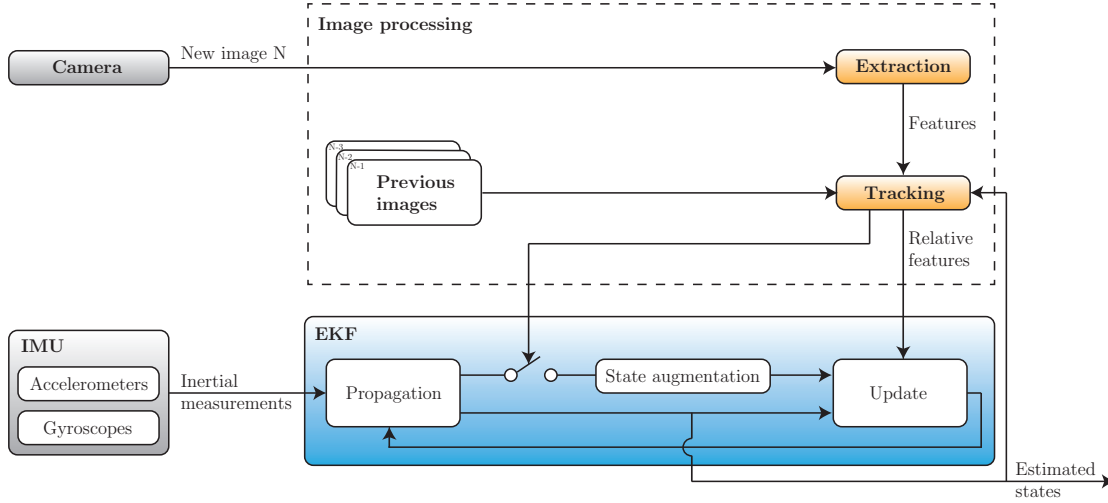 Image processing
New image N
Camera
Extraction
Features
N-3
N-2
N-1
Previous
images
Tracking
Relative
features
EKF
IMU
Accelerometers
Gyroscopes
Inertial
measurements
Propagation
State augmentation
Update
Estimated
states